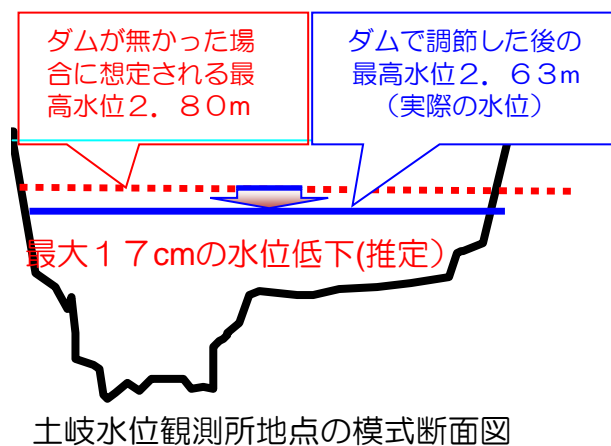 ダムが無かった場
合に想定される最
高水位2．80m
ダムで調節した後の
最高水位2．63m
（実際の水位）
最大17cmの水位低下(推定）
土岐水位観測所地点の模式断面図